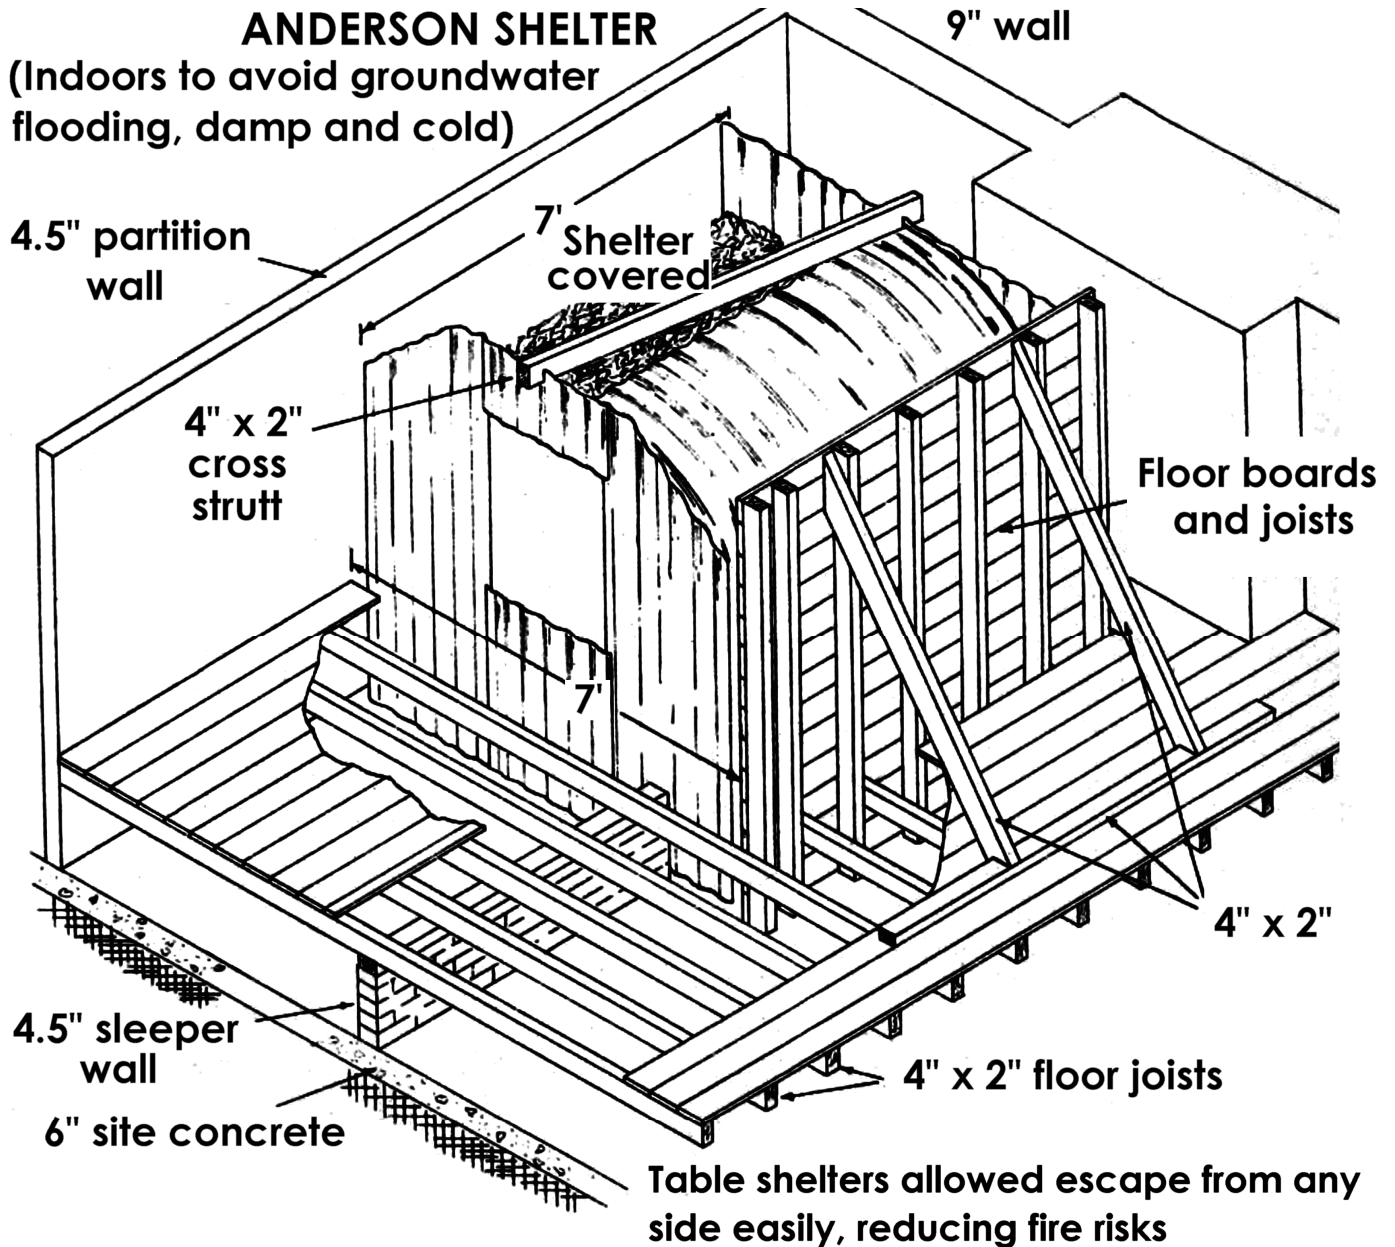 ANDERSON SHELTER
(Indoors to avoid groundwater
flooding, damp and cold)
9" wall
4.5" partition
wall
7'
Shelter
covered
4" x 2"
cross
strutt
Floor boards
and joists
7'
4" x 2"
4.5" sleeper
wall
6" site concrete
4" x 2" floor joists
Table shelters allowed escape from any
side easily, reducing fire risks